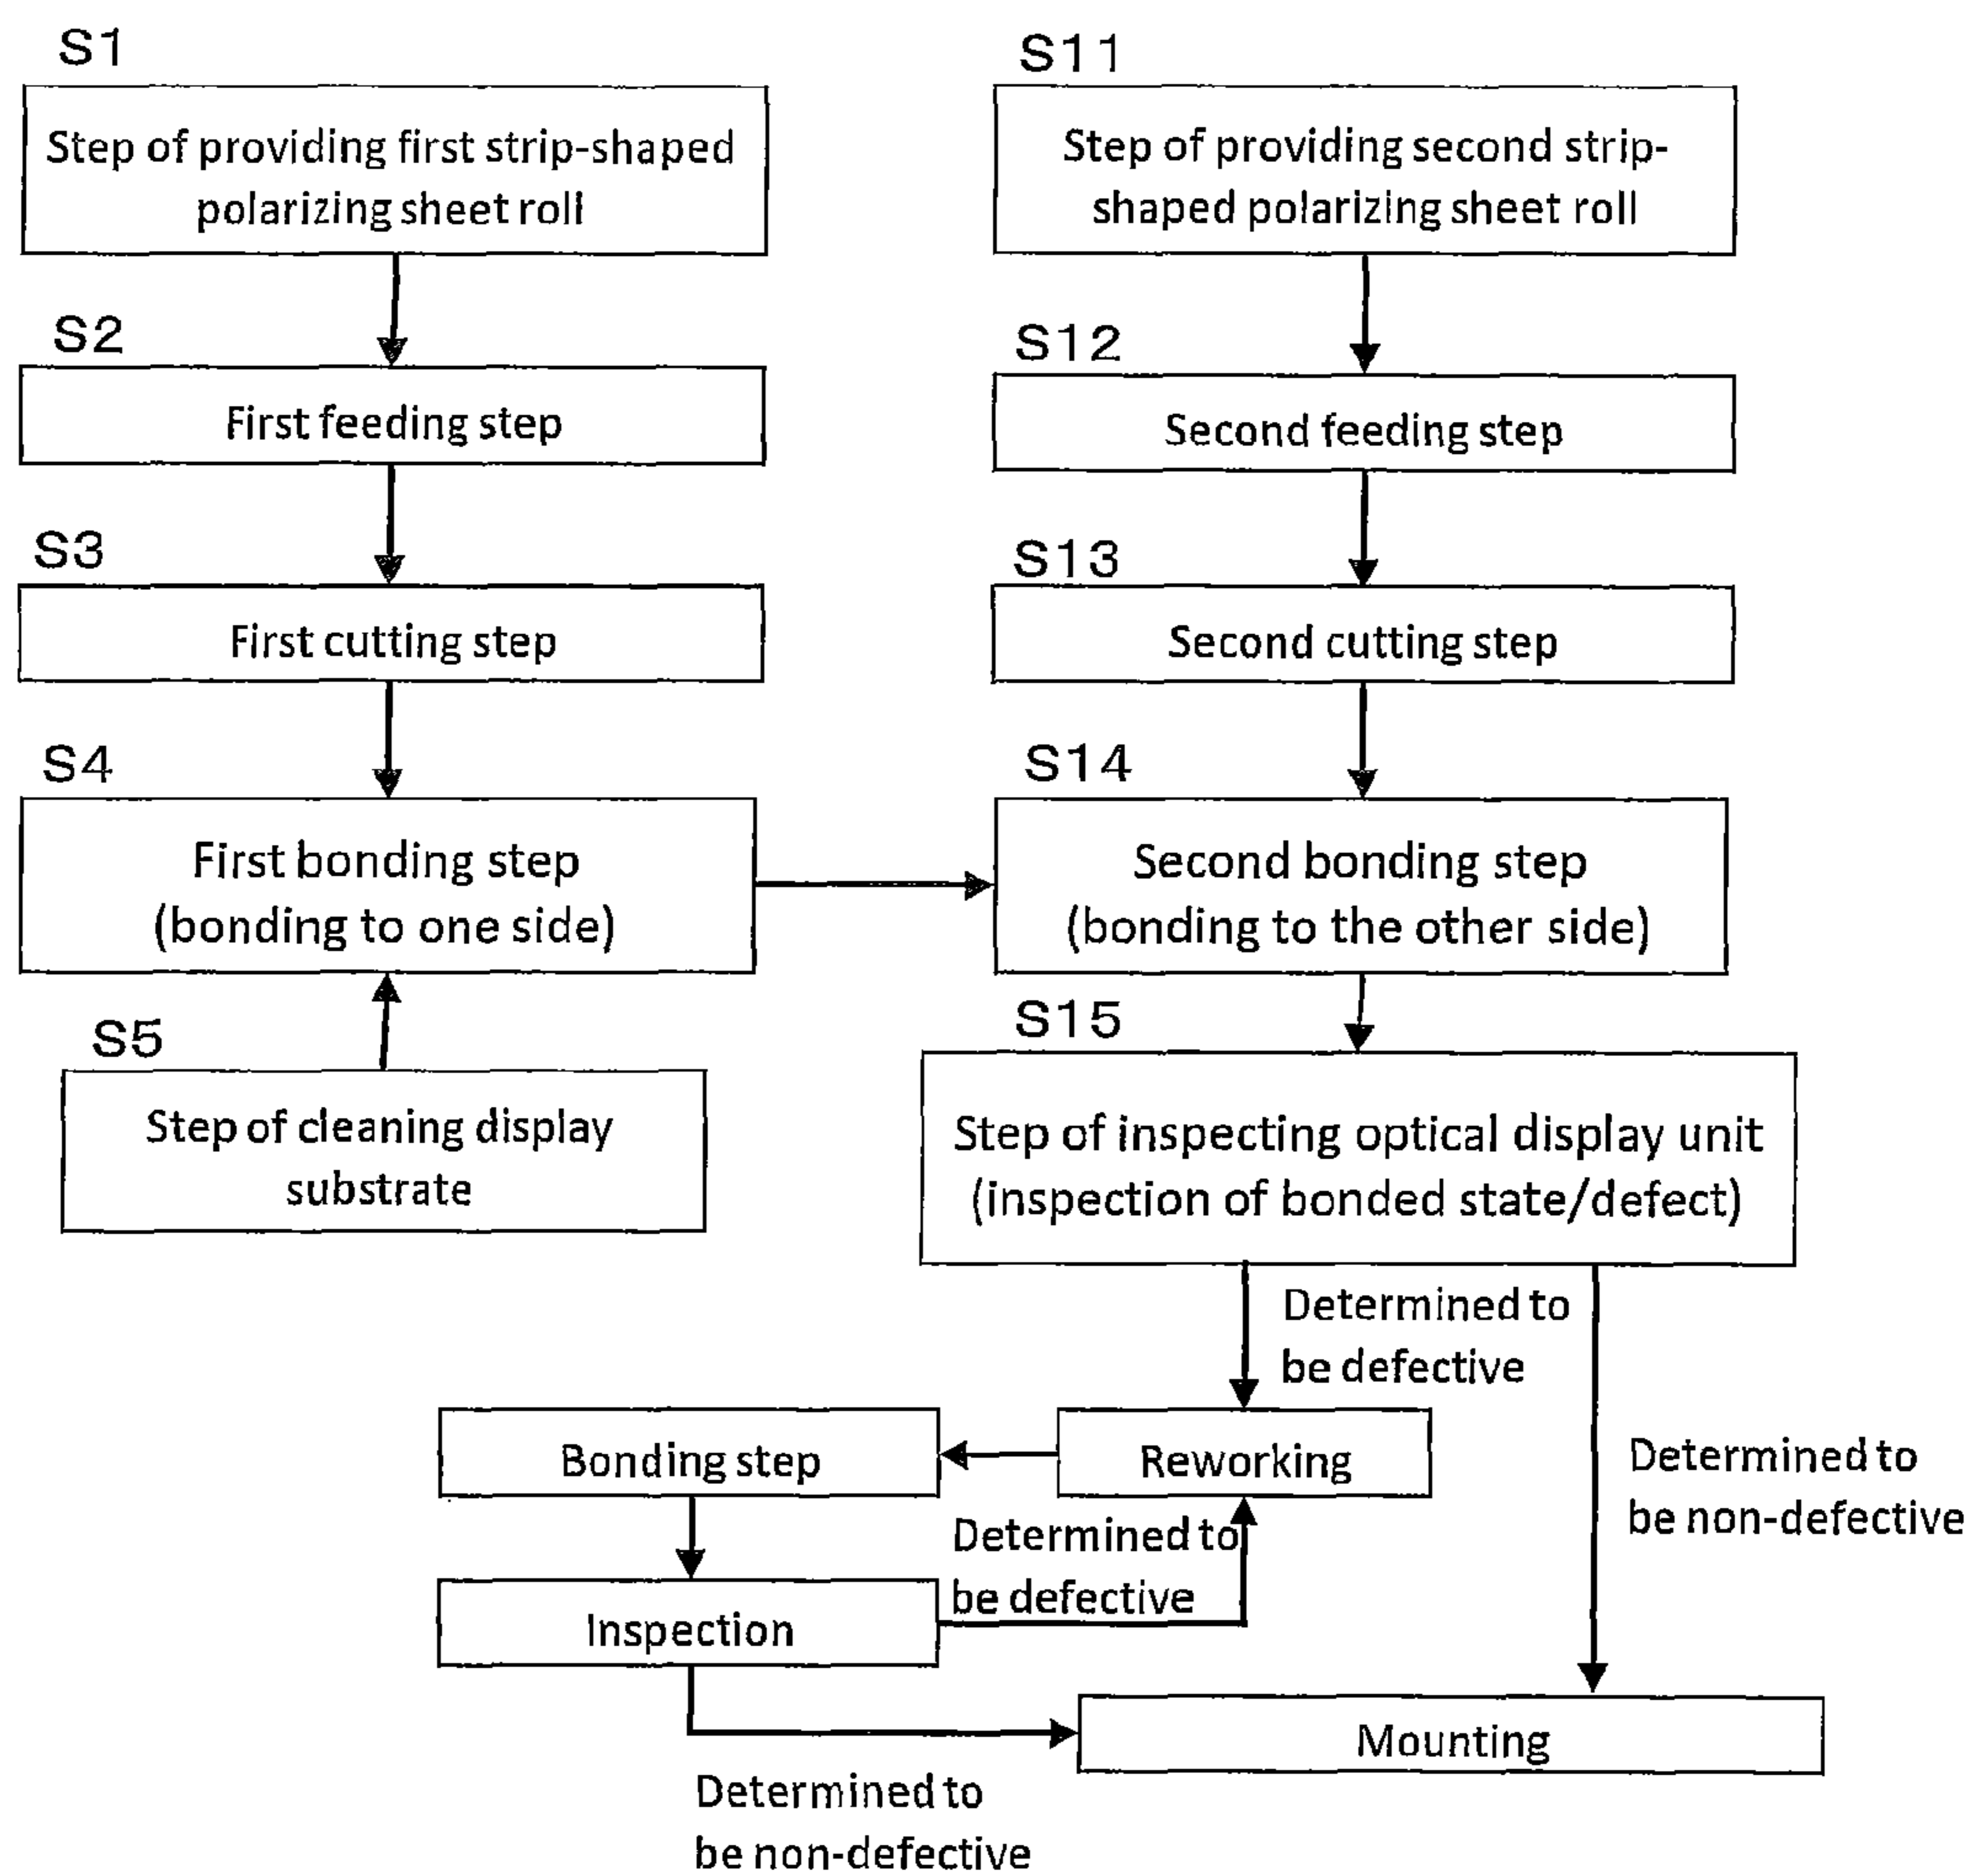 S1
Step of providing first strip-shaped
polarizing sheet roll
S2
First feeding step
S3
First cutting step
S4
First bonding step
(bonding to one side)
S5
Step of cleaning display
substrate
S11
Step of providing second strip-
shaped polarizing sheet roll
S12
Second feeding step
S13
Second cutting step
S14
Second bonding step
(bonding to the other side)
S15
Step of inspecting optical display unit
(inspection of bonded state/defect)
Determined to
be defective
Determined to
be non-defective
Reworking
Bonding step
Determined to
be defective
Inspection
Mounting
Determined to
be non-defective